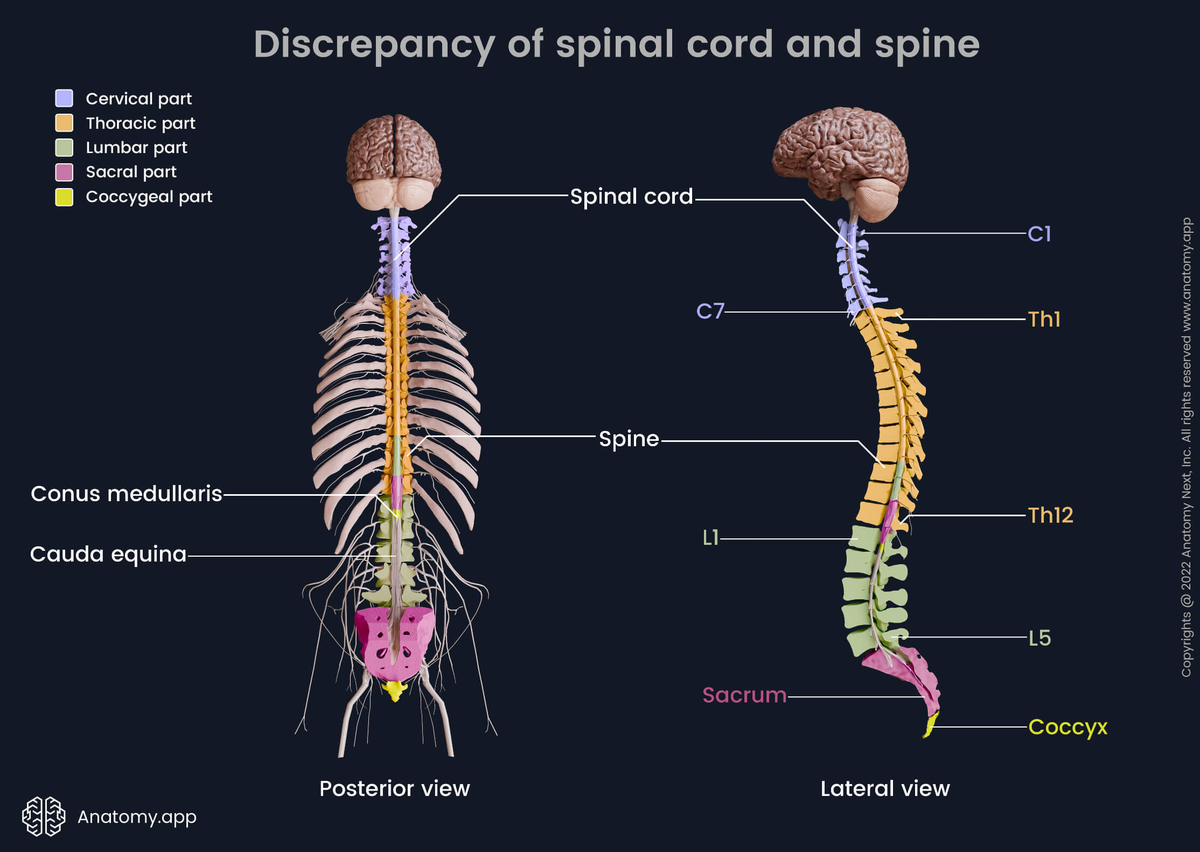 Discrepancy of spinal cord and spine
Cervical part
Thoracic part
Lumbar part
Sacral part
Coccygeal part
Spinal cord
C1
C7
Th1
Spine
Conus medullaris
Th12
L1
Cauda equina
L5
Sacrum
Coccyx
Posterior view
Lateral view
Anatomy.app
Copyrights @ 2022 Anatomy Next, Inc. All rights reserved www.anatomy.app